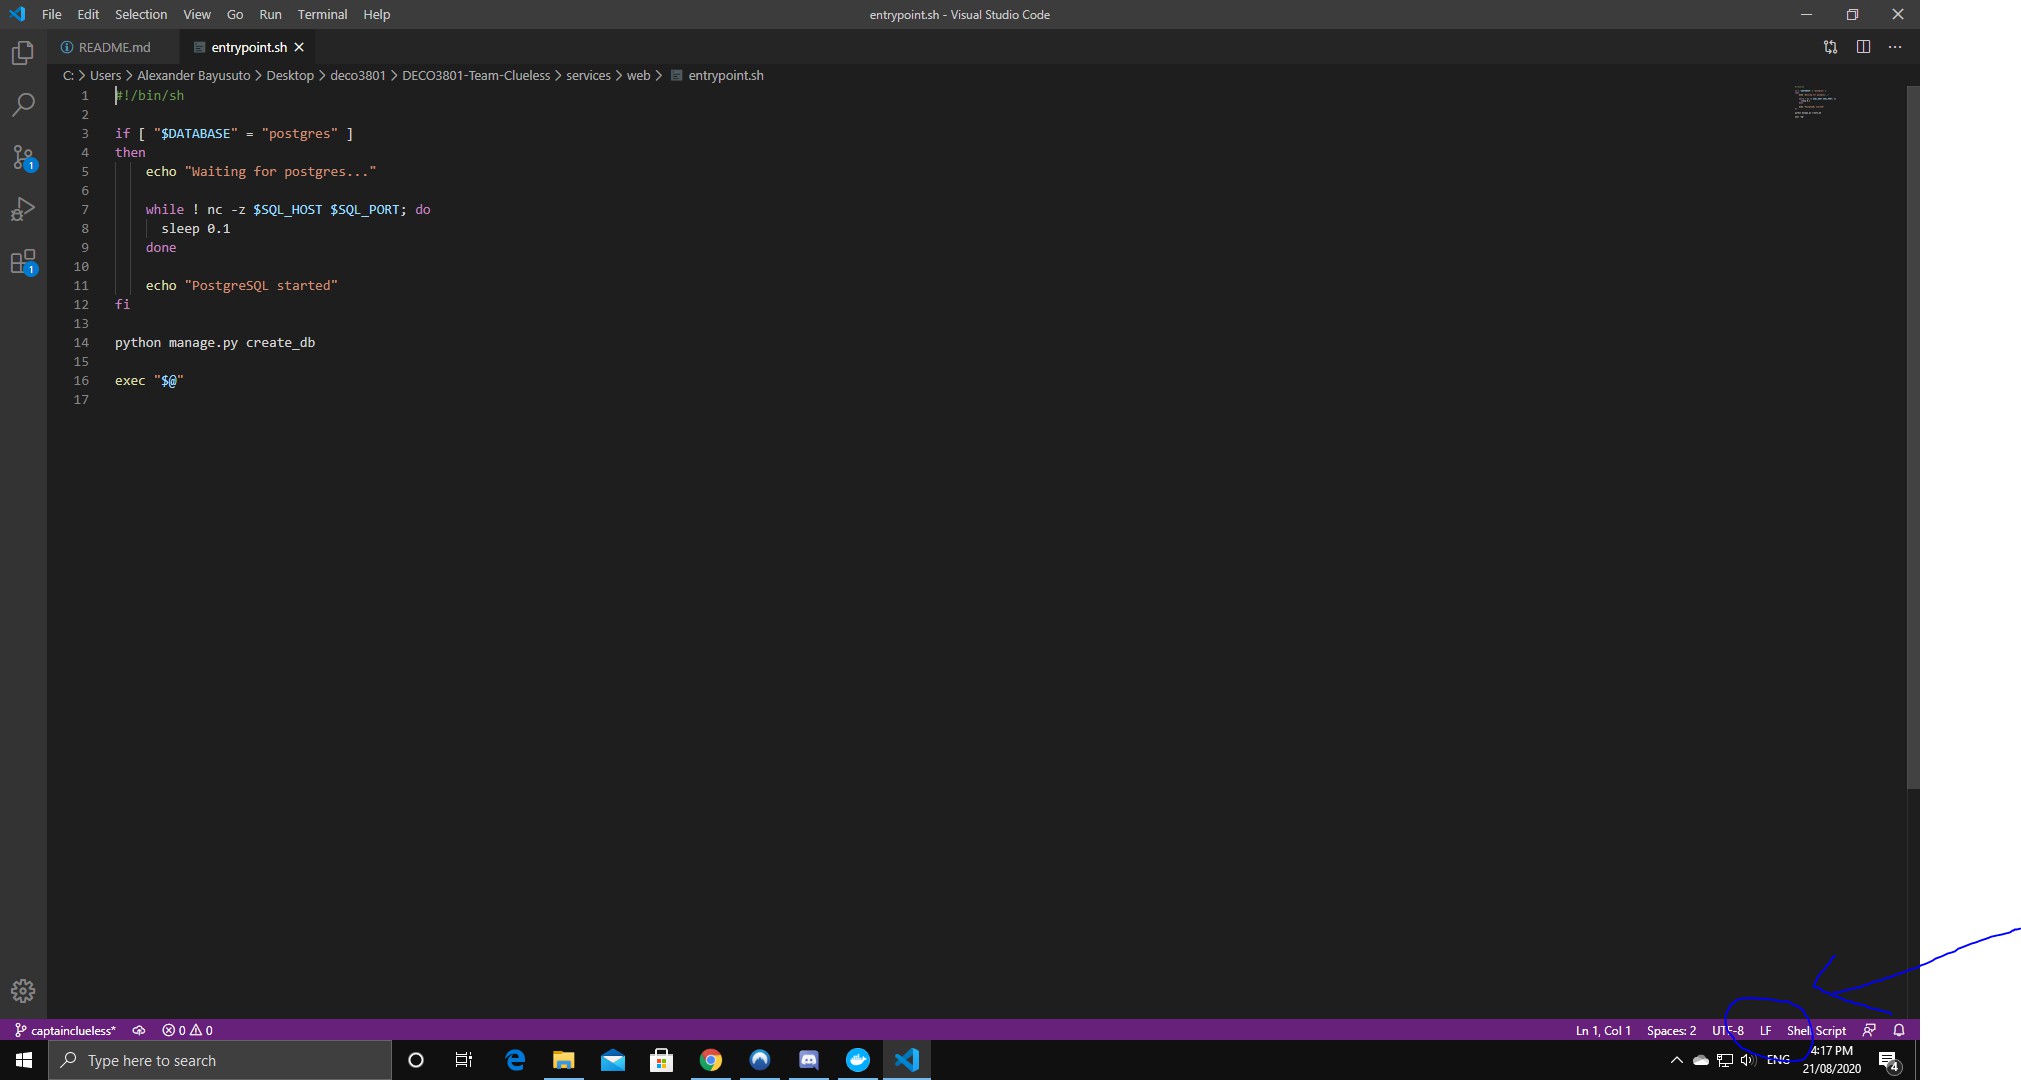 File Edit Selection View Go Run Terminal Help
entrypoint.sh - Visual Studio Code
README.md
entrypoint.sh
C: > Users > Alexander Bayusuto > Desktop > deco3801 > DECO3801-Team-Clueless > services > web > entrypoint.sh
1 #!/bin/sh
2
3 if [ "$DATABASE" = "postgres" ]
4 then
5 echo "Waiting for postgres..."
6
7 while ! nc -z $SQL_HOST $SQL_PORT; do
8 sleep 0.1
9 done
10
11 echo "PostgreSQL started"
12 fi
13
14 python manage.py create_db
15
16 exec "$@"
17
1
1
captainclueless* 0 0
Ln 1, Col 1 Spaces: 2 UTF-8 LF Shell Script
Type here to search
ENG
4:17 PM
21/08/2020
4